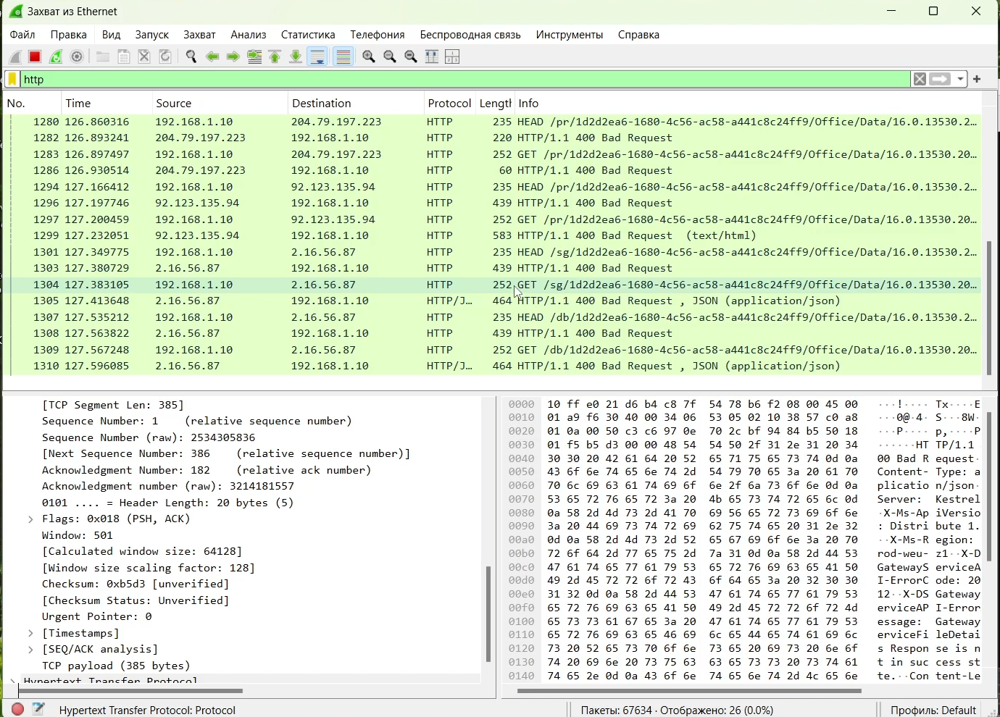 Захват из Ethernet
Файл Правка Вид Запуск Захват Анализ Статистика Телефония Беспроводная связь Инструменты Справка
http
No. Time Source Destination Protocol Length Info
1280 126.860316 192.168.1.10 204.79.197.223 HTTP 235 HEAD /pr/1d2d2ea6-1680-4c56-ac58-a441c8c24ff9/Office/Data/16.0.13530.2…
1282 126.893241 204.79.197.223 192.168.1.10 HTTP 220 HTTP/1.1 400 Bad Request
1283 126.897497 192.168.1.10 204.79.197.223 HTTP 252 GET /pr/1d2d2ea6-1680-4c56-ac58-a441c8c24ff9/Office/Data/16.0.13530.20…
1286 126.930514 204.79.197.223 192.168.1.10 HTTP 60 HTTP/1.1 400 Bad Request
1294 127.166412 192.168.1.10 92.123.135.94 HTTP 235 HEAD /pr/1d2d2ea6-1680-4c56-ac58-a441c8c24ff9/Office/Data/16.0.13530.2…
1296 127.197746 92.123.135.94 192.168.1.10 HTTP 439 HTTP/1.1 400 Bad Request
1297 127.200459 192.168.1.10 92.123.135.94 HTTP 252 GET /pr/1d2d2ea6-1680-4c56-ac58-a441c8c24ff9/Office/Data/16.0.13530.20…
1299 127.232051 92.123.135.94 192.168.1.10 HTTP 583 HTTP/1.1 400 Bad Request (text/html)
1301 127.349775 192.168.1.10 2.16.56.87 HTTP 235 HEAD /sg/1d2d2ea6-1680-4c56-ac58-a441c8c24ff9/Office/Data/16.0.13530.2…
1303 127.380729 2.16.56.87 192.168.1.10 HTTP 439 HTTP/1.1 400 Bad Request
1304 127.383105 192.168.1.10 2.16.56.87 HTTP 252 GET /sg/1d2d2ea6-1680-4c56-ac58-a441c8c24ff9/Office/Data/16.0.13530.20…
1305 127.413648 2.16.56.87 192.168.1.10 HTTP/J… 464 HTTP/1.1 400 Bad Request , JSON (application/json)
1307 127.535212 192.168.1.10 2.16.56.87 HTTP 235 HEAD /db/1d2d2ea6-1680-4c56-ac58-a441c8c24ff9/Office/Data/16.0.13530.2…
1308 127.563822 2.16.56.87 192.168.1.10 HTTP 439 HTTP/1.1 400 Bad Request
1309 127.567248 192.168.1.10 2.16.56.87 HTTP 252 GET /db/1d2d2ea6-1680-4c56-ac58-a441c8c24ff9/Office/Data/16.0.13530.20…
1310 127.596085 2.16.56.87 192.168.1.10 HTTP/J… 464 HTTP/1.1 400 Bad Request , JSON (application/json)
[TCP Segment Len: 385]
Sequence Number: 1 (relative sequence number)
Sequence Number (raw): 2534305836
[Next Sequence Number: 386 (relative sequence number)]
Acknowledgment Number: 182 (relative ack number)
Acknowledgment number (raw): 3214181557
0101 .... = Header Length: 20 bytes (5)
Flags: 0x018 (PSH, ACK)
Window: 501
[Calculated window size: 64128]
[Window size scaling factor: 128]
Checksum: 0xb5d3 [unverified]
[Checksum Status: Unverified]
Urgent Pointer: 0
[Timestamps]
[SEQ/ACK analysis]
TCP payload (385 bytes)
Hypertext Transfer Protocol
0000 10 ff e0 21 d6 b4 c8 7f 54 78 b6 f2 08 00 45 00 ···!···· Tx····E
0010 01 a9 f6 30 40 00 34 06 53 05 02 10 38 57 c0 a8 ···0@·4· S···8W·
0020 01 0a 00 50 c3 c6 97 0e 70 2c bf 94 84 b5 50 18 ···P···· p,····P
0030 01 f5 b5 d3 00 00 48 54 54 50 2f 31 2e 31 20 34 ······HT TP/1.1
0040 30 30 20 42 61 64 20 52 65 71 75 65 73 74 0d 0a 00 Bad R equest·
0050 43 6f 6e 74 65 6e 74 2d 54 79 70 65 3a 20 61 70 Content- Type: a
0060 70 6c 69 63 61 74 69 6f 6e 2f 6a 73 6f 6e 0d 0a plicatio n/json·
0070 53 65 72 76 65 72 3a 20 4b 65 73 74 72 65 6c 0d Server: Kestrel
0080 0a 58 2d 4d 73 2d 41 70 69 56 65 72 73 69 6f 6e ·X-Ms-Ap iVersio
0090 3a 20 44 69 73 74 72 69 62 75 74 65 20 31 2e 32 : Distri bute 1.
00a0 0d 0a 58 2d 4d 73 2d 52 65 67 69 6f 6e 3a 20 70 ··X-Ms-R egion:
00b0 72 6f 64 2d 77 65 75 2d 7a 31 0d 0a 58 2d 44 53 rod-weu- z1··X-D
00c0 47 61 74 65 77 61 79 53 65 72 76 69 63 65 41 50 GatewayS erviceA
00d0 49 2d 45 72 72 6f 72 43 6f 64 65 3a 20 32 30 30 I-ErrorC ode: 20
00e0 31 32 0d 0a 58 2d 44 53 47 61 74 65 77 61 79 53 12··X-DS Gateway
00f0 65 72 76 69 63 65 41 50 49 2d 45 72 72 6f 72 4d erviceAP I-Error
0100 65 73 73 61 67 65 3a 20 47 61 74 65 77 61 79 53 essage: Gateway
0110 65 72 76 69 63 65 46 69 6c 65 44 65 74 61 69 6c erviceFi leDetai
0120 73 20 52 65 73 70 6f 6e 73 65 20 69 73 20 6e 6f s Respon se is n
0130 74 20 69 6e 20 73 75 63 63 65 73 73 20 73 74 61 t in suc cess st
0140 74 65 2e 0d 0a 43 6f 6e 74 65 6e 74 2d 4c 65 6e te.··Con tent-Le
Hypertext Transfer Protocol: Protocol
Пакеты: 67634 · Отображено: 26 (0.0%)
Профиль: Default